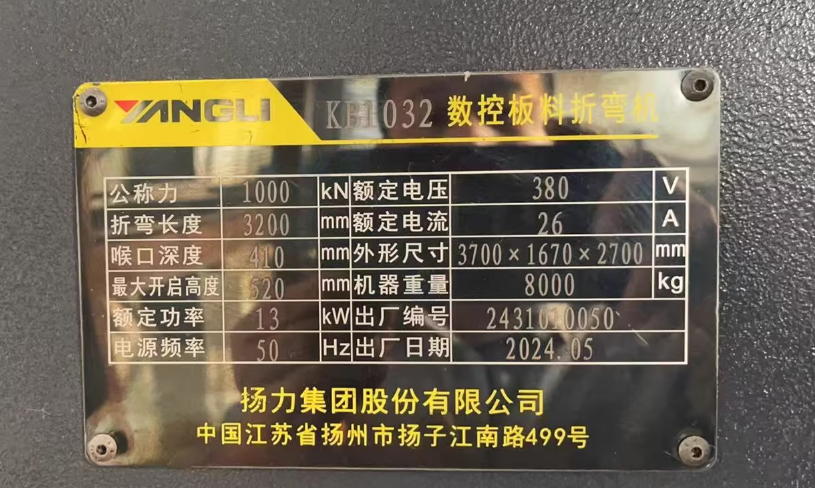 YANGLI KB1032 数控板料折弯机
公称力 1000 kN 额定电压 380 V
折弯长度 3200 mm 额定电流 26 A
喉口深度 410 mm 外形尺寸 3700×1670×2700 mm
最大开启高度 520 mm 机器重量 8000 kg
额定功率 13 kW 出厂编号 2431010050
电源频率 50 Hz 出厂日期 2024.05
扬力集团股份有限公司
中国江苏省扬州市扬子江南路499号